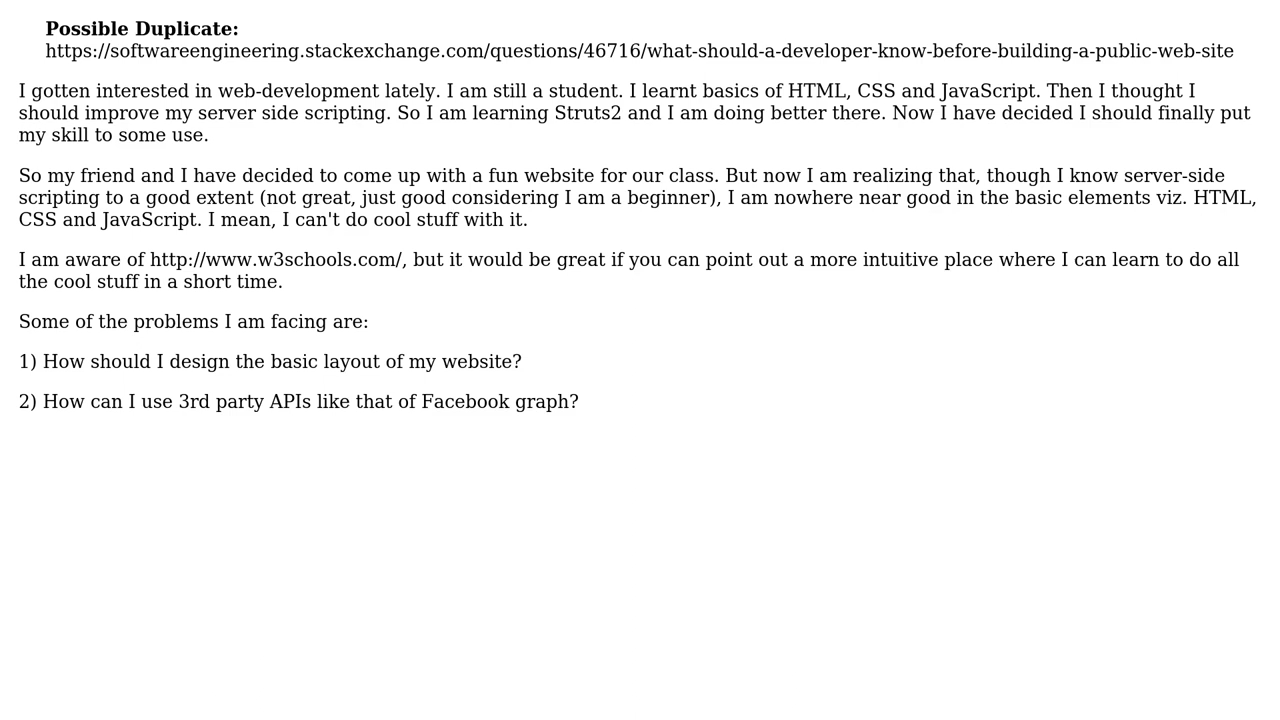 Possible Duplicate:
https://softwareengineering.stackexchange.com/questions/46716/what-should-a-developer-know-before-building-a-public-web-site
I gotten interested in web-development lately. I am still a student. I learnt basics of HTML, CSS and JavaScript. Then I thought I
should improve my server side scripting. So I am learning Struts2 and I am doing better there. Now I have decided I should finally put
my skill to some use.
So my friend and I have decided to come up with a fun website for our class. But now I am realizing that, though I know server-side
scripting to a good extent (not great, just good considering I am a beginner), I am nowhere near good in the basic elements viz. HTML,
CSS and JavaScript. I mean, I can't do cool stuff with it.
I am aware of http://www.w3schools.com/, but it would be great if you can point out a more intuitive place where I can learn to do all
the cool stuff in a short time.
Some of the problems I am facing are:
1) How should I design the basic layout of my website?
2) How can I use 3rd party APIs like that of Facebook graph?